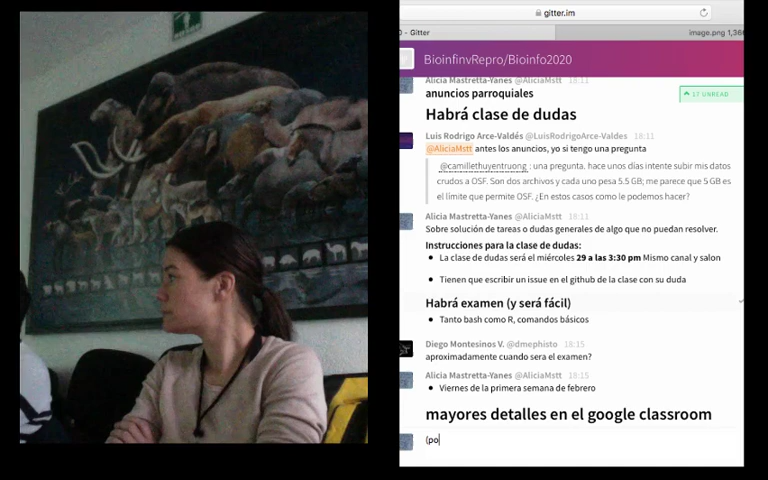 gitter.im
0 - Gitter
image.png 1,36
BioinfinvRepro/Bioinfo2020
Alicia Mastretta-Yanes @AliciaMstt 18:11
anuncios parroquiales
17 UNREAD
Habrá clase de dudas
Luis Rodrigo Arce-Valdés @LuisRodrigoArce-Valdes 18:11
@AliciaMstt antes los anuncios, yo si tengo una pregunta
@camillethuyentruong : una pregunta. hace unos días intente subir mis datos
crudos a OSF. Son dos archivos y cada uno pesa 5.5 GB; me parece que 5 GB es
el límite que permite OSF. ¿En estos casos como le podemos hacer?
Alicia Mastretta-Yanes @AliciaMstt 18:11
Sobre solución de tareas o dudas generales de algo que no puedan resolver.
Instrucciones para la clase de dudas:
• La clase de dudas será el miércoles 29 a las 3:30 pm Mismo canal y salon
• Tienen que escribir un issue en el github de la clase con su duda
Habrá examen (y será fácil)
• Tanto bash como R, comandos básicos
Diego Montesinos V. @dmephisto 18:15
aproximadamente cuando sera el examen?
Alicia Mastretta-Yanes @AliciaMstt 18:15
• Viernes de la primera semana de febrero
mayores detalles en el google classroom
(po